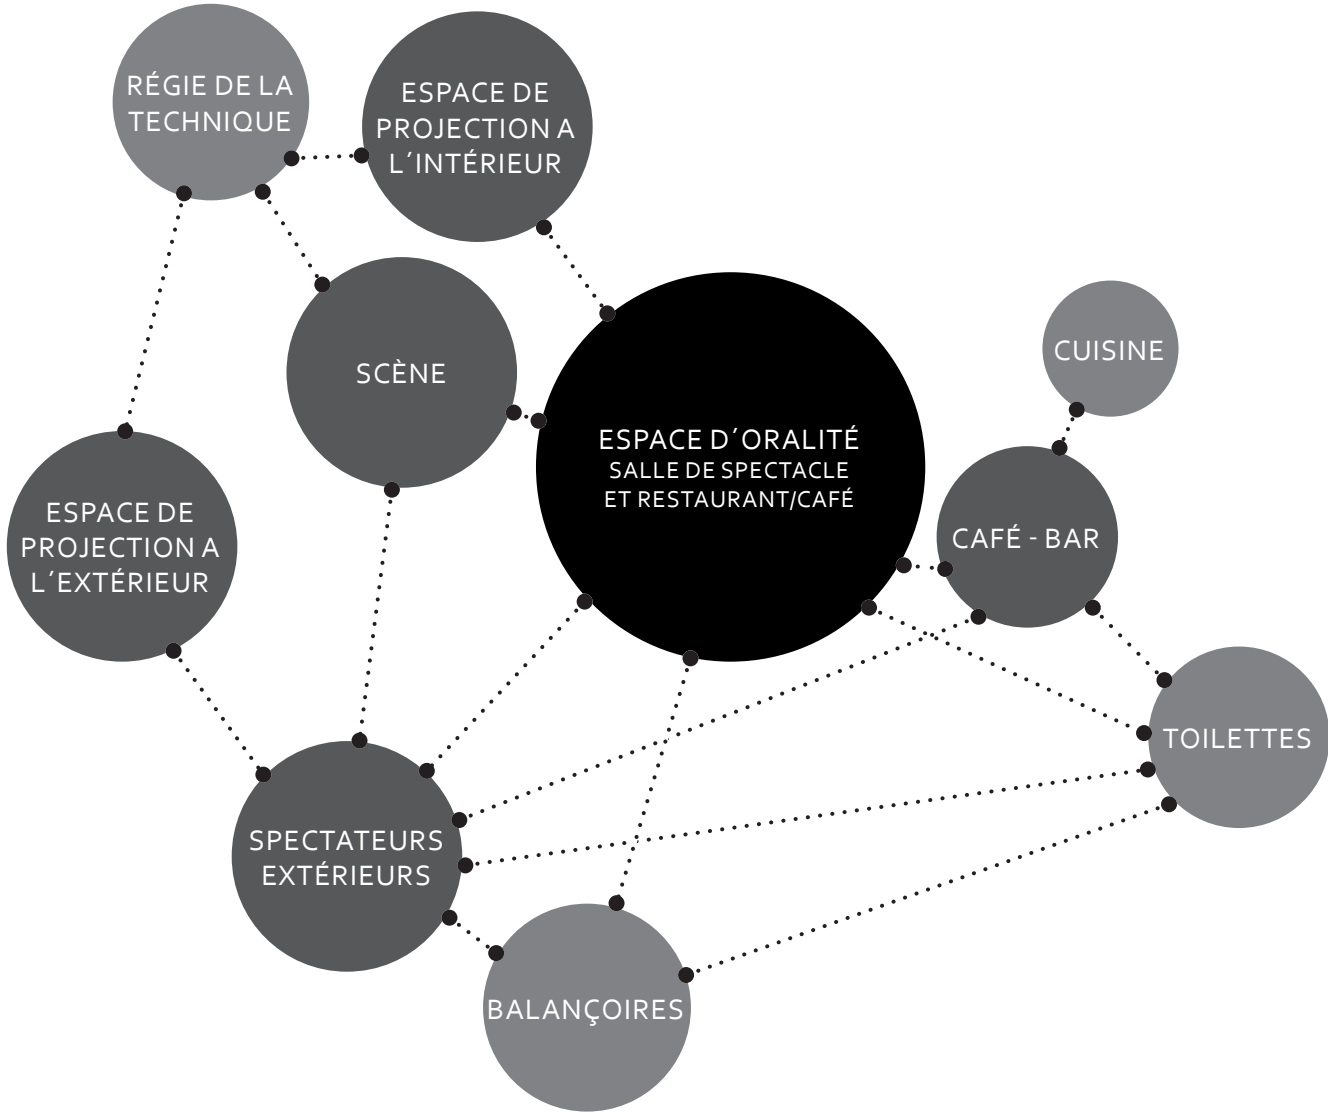 RÉGIE DE LA
TECHNIQUE
ESPACE DE
PROJECTION A
L´INTÉRIEUR
SCÈNE
ESPACE D´ORALITÉ
SALLE DE SPECTACLE
ET RESTAURANT/CAFÉ
CUISINE
CAFÉ - BAR
ESPACE DE
PROJECTION A
L´EXTÉRIEUR
TOILETTES
SPECTATEURS
EXTÉRIEURS
BALANÇOIRES